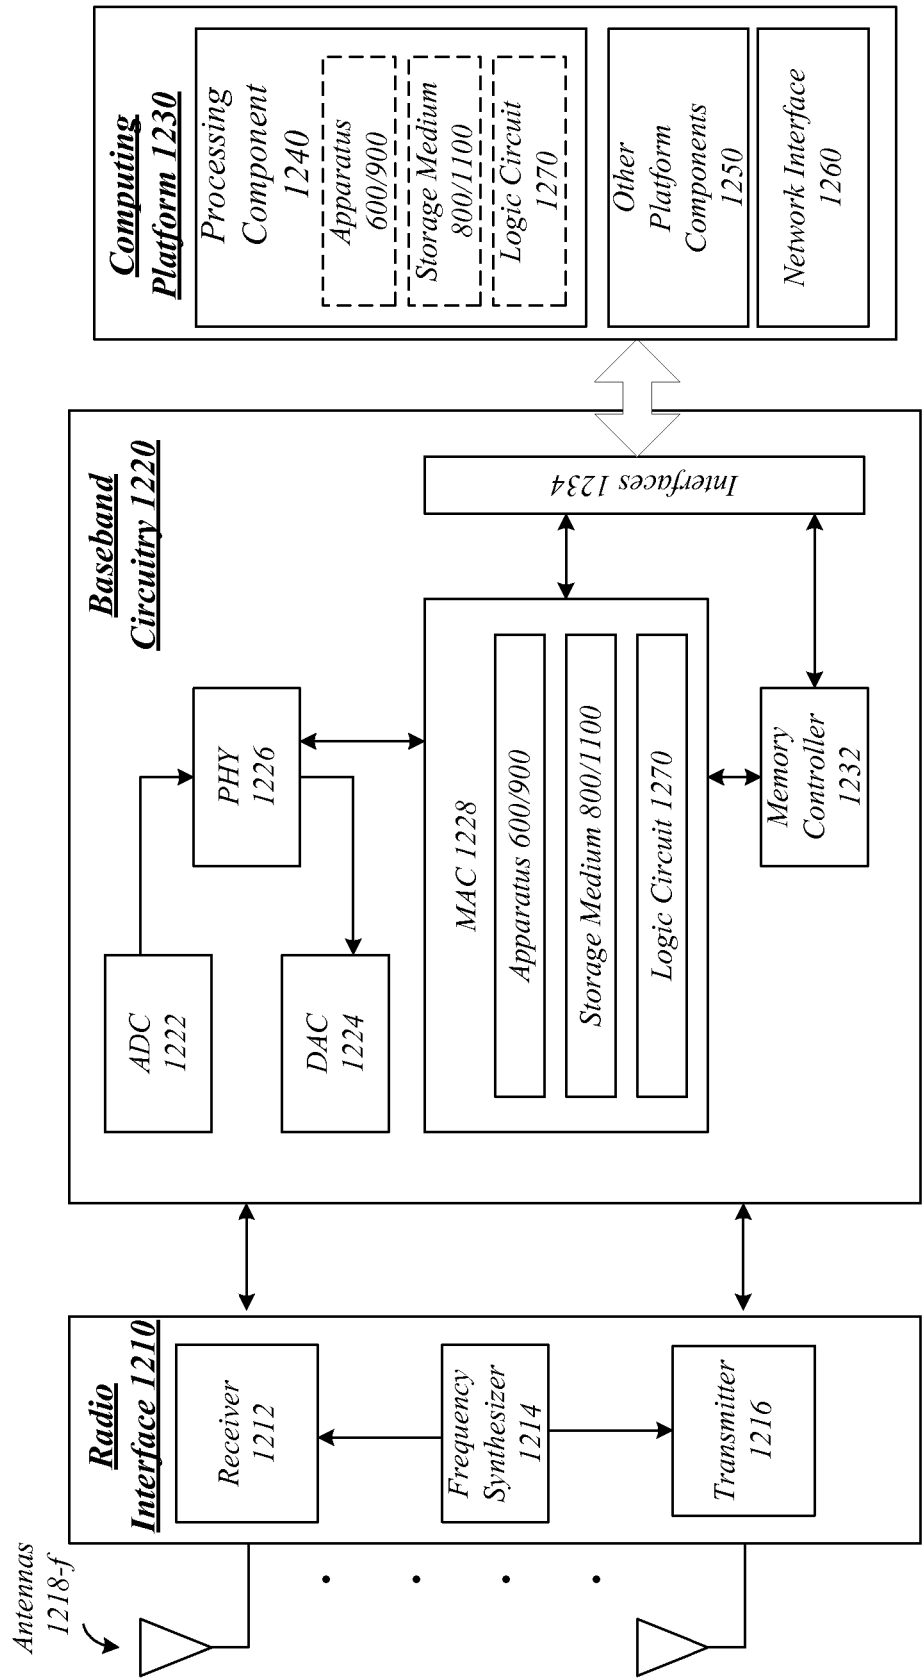 Antennas
1218-f
Radio
Interface 1210
Receiver
1212
Frequency
Synthesizer
1214
Transmitter
1216
Baseband
Circuitry 1220
ADC
1222
DAC
1224
PHY
1226
MAC 1228
Apparatus 600/900
Storage Medium 800/1100
Logic Circuit 1270
Memory
Controller
1232
Interfaces 1234
Computing
Platform 1230
Processing
Component
1240
Apparatus
600/900
Storage Medium
800/1100
Logic Circuit
1270
Other
Platform
Components
1250
Network Interface
1260